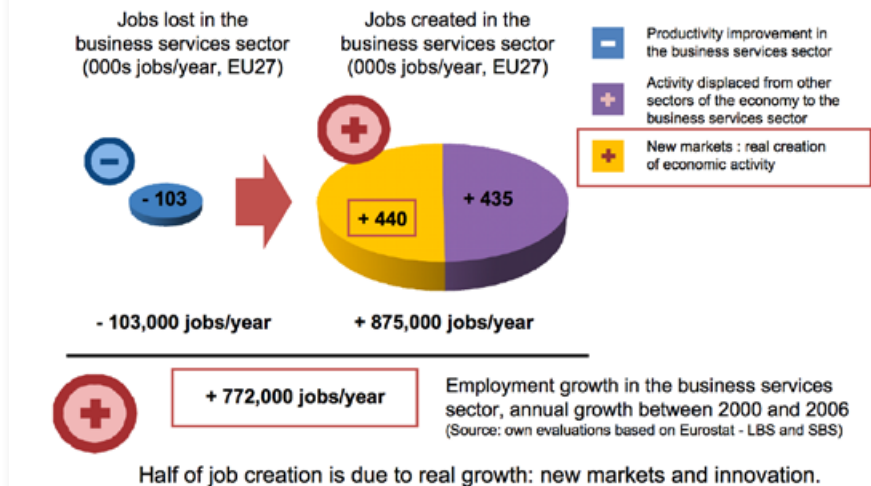 Jobs lost in the
business services sector
(000s jobs/year, EU27)
Jobs created in the
business services sector
(000s jobs/year, EU27)
Productivity improvement in
the business services sector
Activity displaced from other
sectors of the economy to the
business services sector
New markets : real creation
of economic activity
- 103
+ 440
+ 435
- 103,000 jobs/year
+ 875,000 jobs/year
+ 772,000 jobs/year
Employment growth in the business services
sector, annual growth between 2000 and 2006
(Source: own evaluations based on Eurostat - LBS and SBS)
Half of job creation is due to real growth: new markets and innovation.